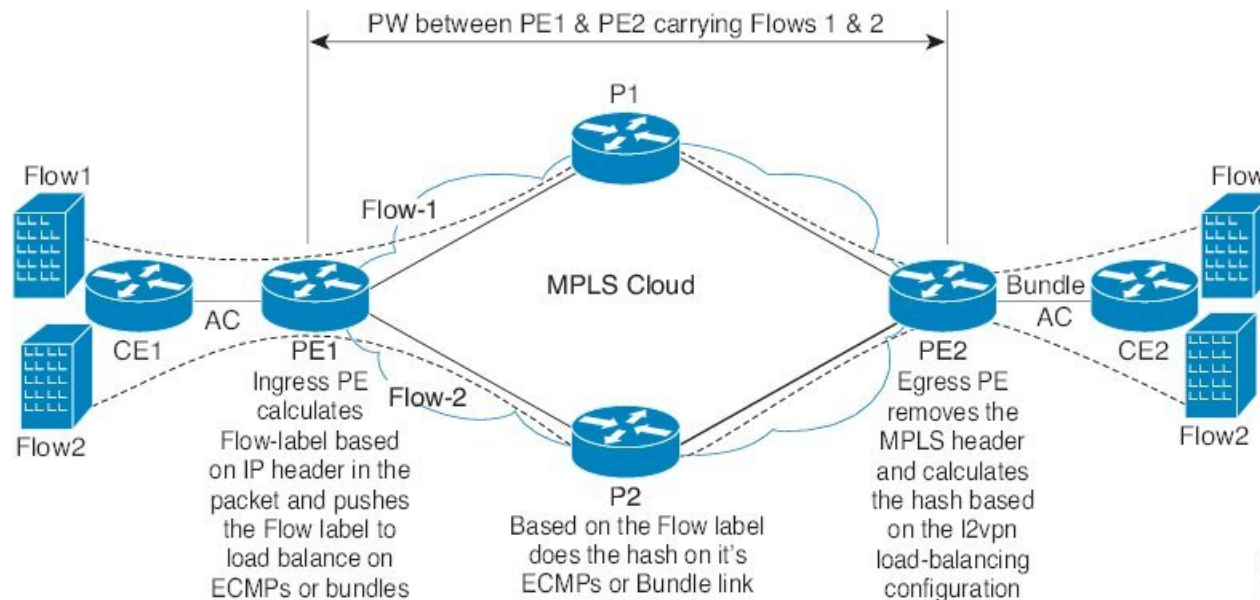 PW between PE1 & PE2 carrying Flows 1 & 2
P1
Flow1
Flow
Flow-1
MPLS Cloud
Bundle
AC
AC
CE1
PE1
PE2
CE2
Flow-2
Flow2
Flow2
Ingress PE
calculates
Flow-label based
on IP header in the
packet and pushes
the Flow label to
load balance on
ECMPs or bundles
P2
Based on the Flow label
does the hash on it's
ECMPs or Bundle link
Egress PE
removes the
MPLS header
and calculates
the hash based
on the l2vpn
load-balancing
configuration